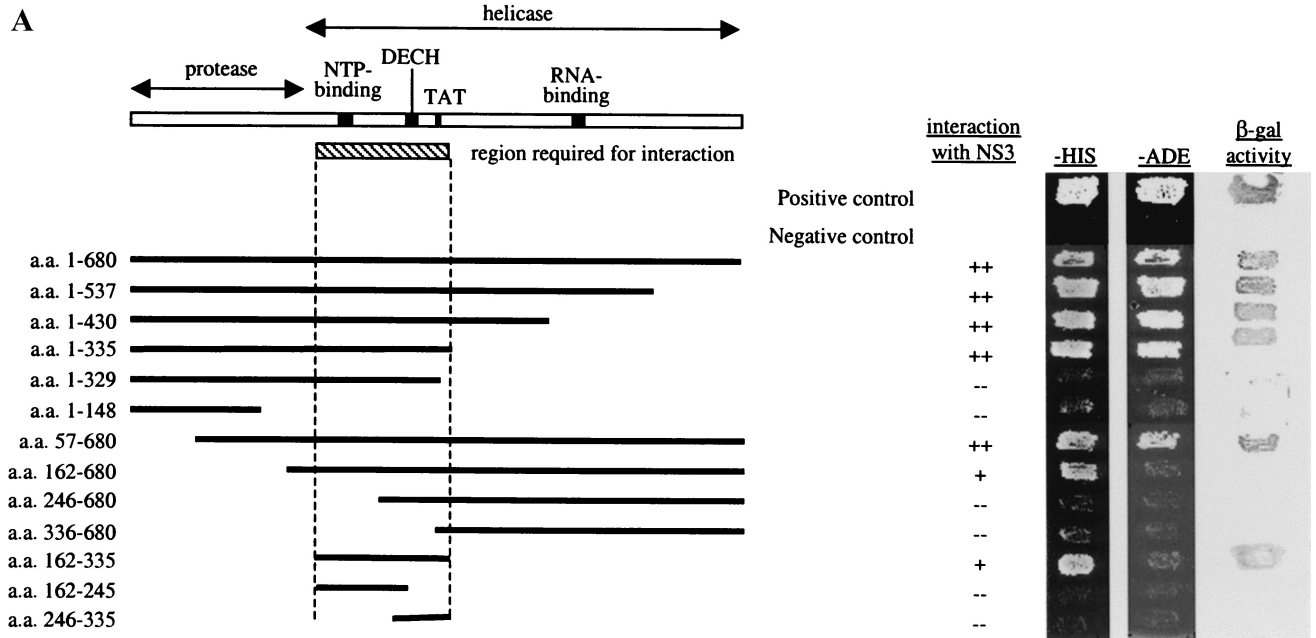 A
helicase
DECH
protease
NTP-
binding
TAT
RNA-
binding
region required for interaction
interaction
with NS3
-HIS
-ADE
β-gal
activity
Positive control
Negative control
a.a. 1-680 ++
a.a. 1-537 ++
a.a. 1-430 ++
a.a. 1-335 ++
a.a. 1-329 --
a.a. 1-148 --
a.a. 57-680 ++
a.a. 162-680 +
a.a. 246-680 --
a.a. 336-680 --
a.a. 162-335 +
a.a. 162-245 --
a.a. 246-335 --